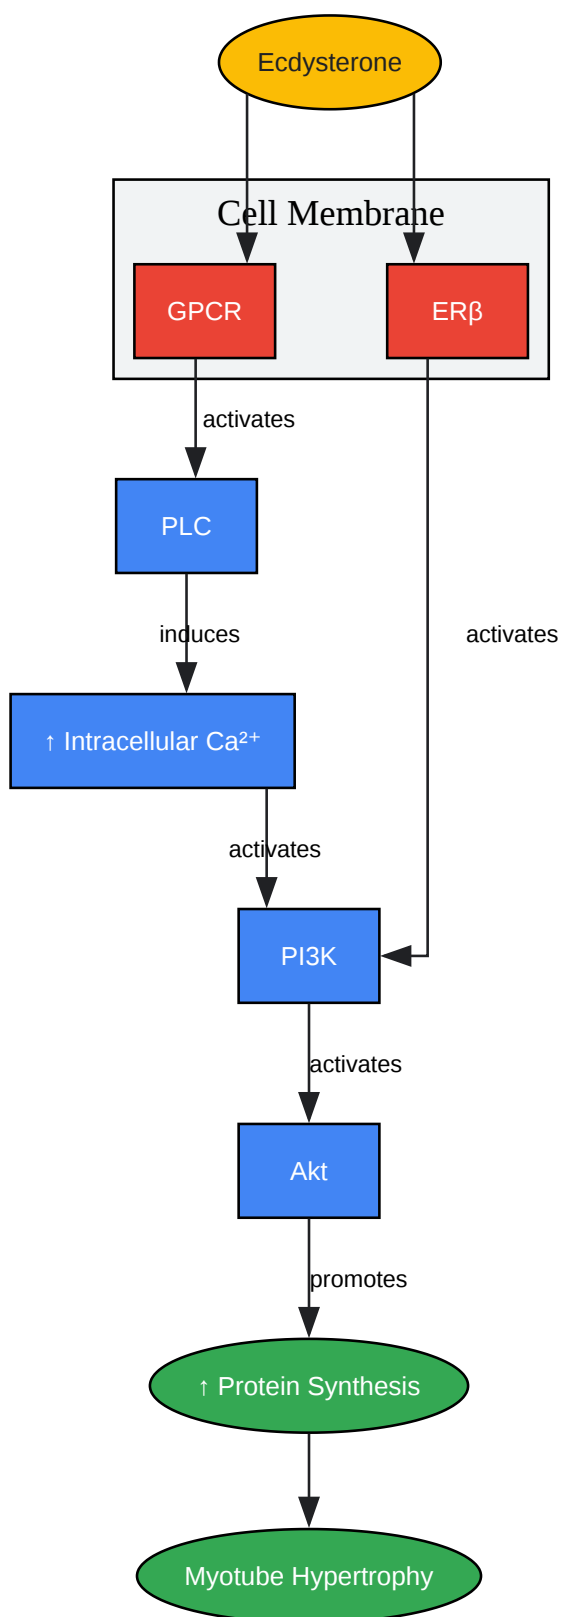 Ecdysterone
Cell Membrane
GPCR
ERβ
activates
PLC
induces
activates
↑ Intracellular Ca²⁺
activates
PI3K
activates
Akt
promotes
↑ Protein Synthesis
Myotube Hypertrophy